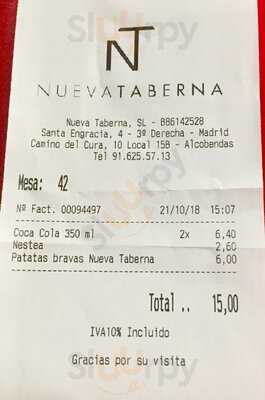 NT
NUEVATABERNA
Nueva Taberna, SL - B86142528
Santa Engracia, 4 - 3º Derecha - Madrid
Camino del Cura, 10 Local 15B - Alcobendas
Tel 91.625.57.13
Mesa: 42
Nº Fact. 00094497 21/10/18 15:07
Coca Cola 350 ml 2x 6,40
Nestea 2,60
Patatas bravas Nueva Taberna 6,00
Total .. 15,00
IVA10% Incluido
Gracias por su visita
Sluurpy